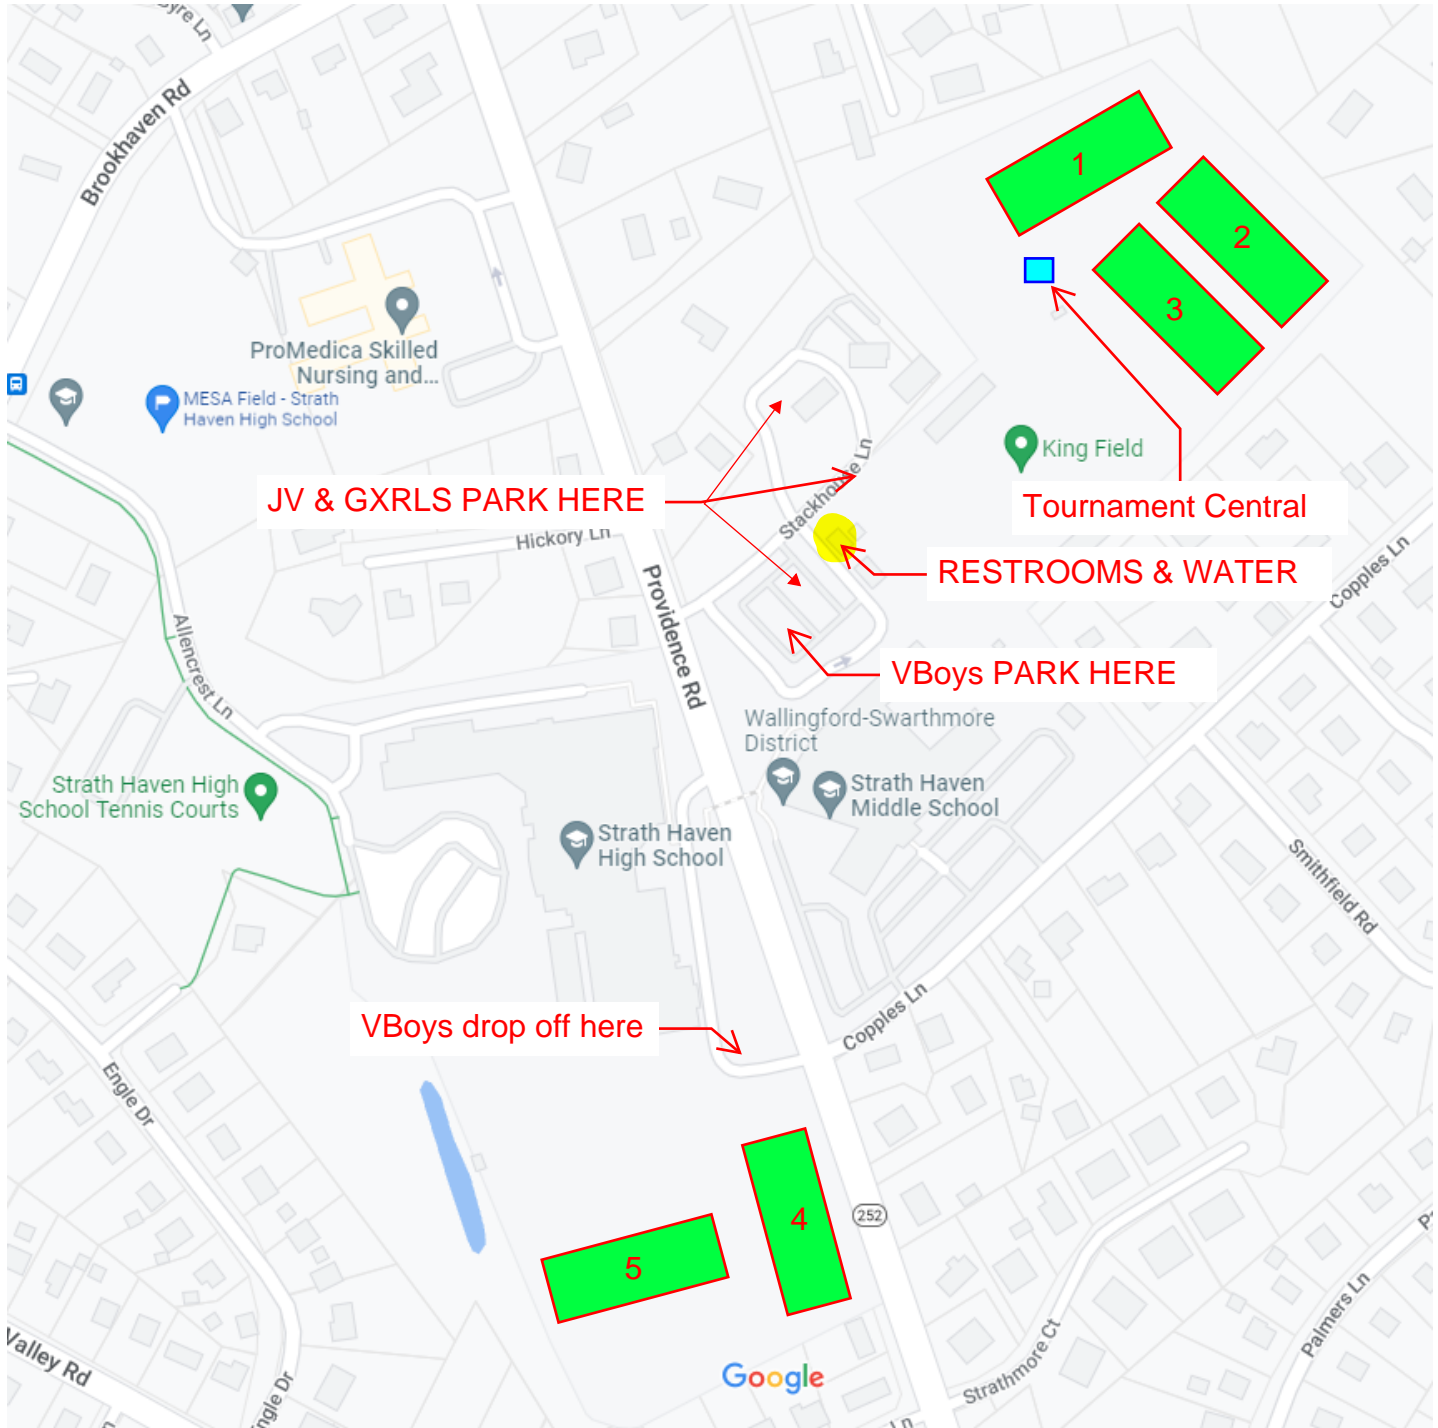 Brookhaven Rd
1
2
3
ProMedica Skilled
Nursing and...
MESA Field - Strath
Haven High School
King Field
JV & GXRLS PARK HERE
Stackhouse Ln
Tournament Central
Hickory Ln
RESTROOMS & WATER
Copples Ln
Providence Rd
Allencrest Ln
VBoys PARK HERE
Wallingford-Swarthmore
District
Strath Haven High
School Tennis Courts
Strath Haven
Middle School
Strath Haven
High School
Smithfield Rd
VBoys drop off here
Copples Ln
Engle Dr
4
252
5
Palmers Ln
Valley Rd
Engle Dr
Google
Strathmore Ct
Ln